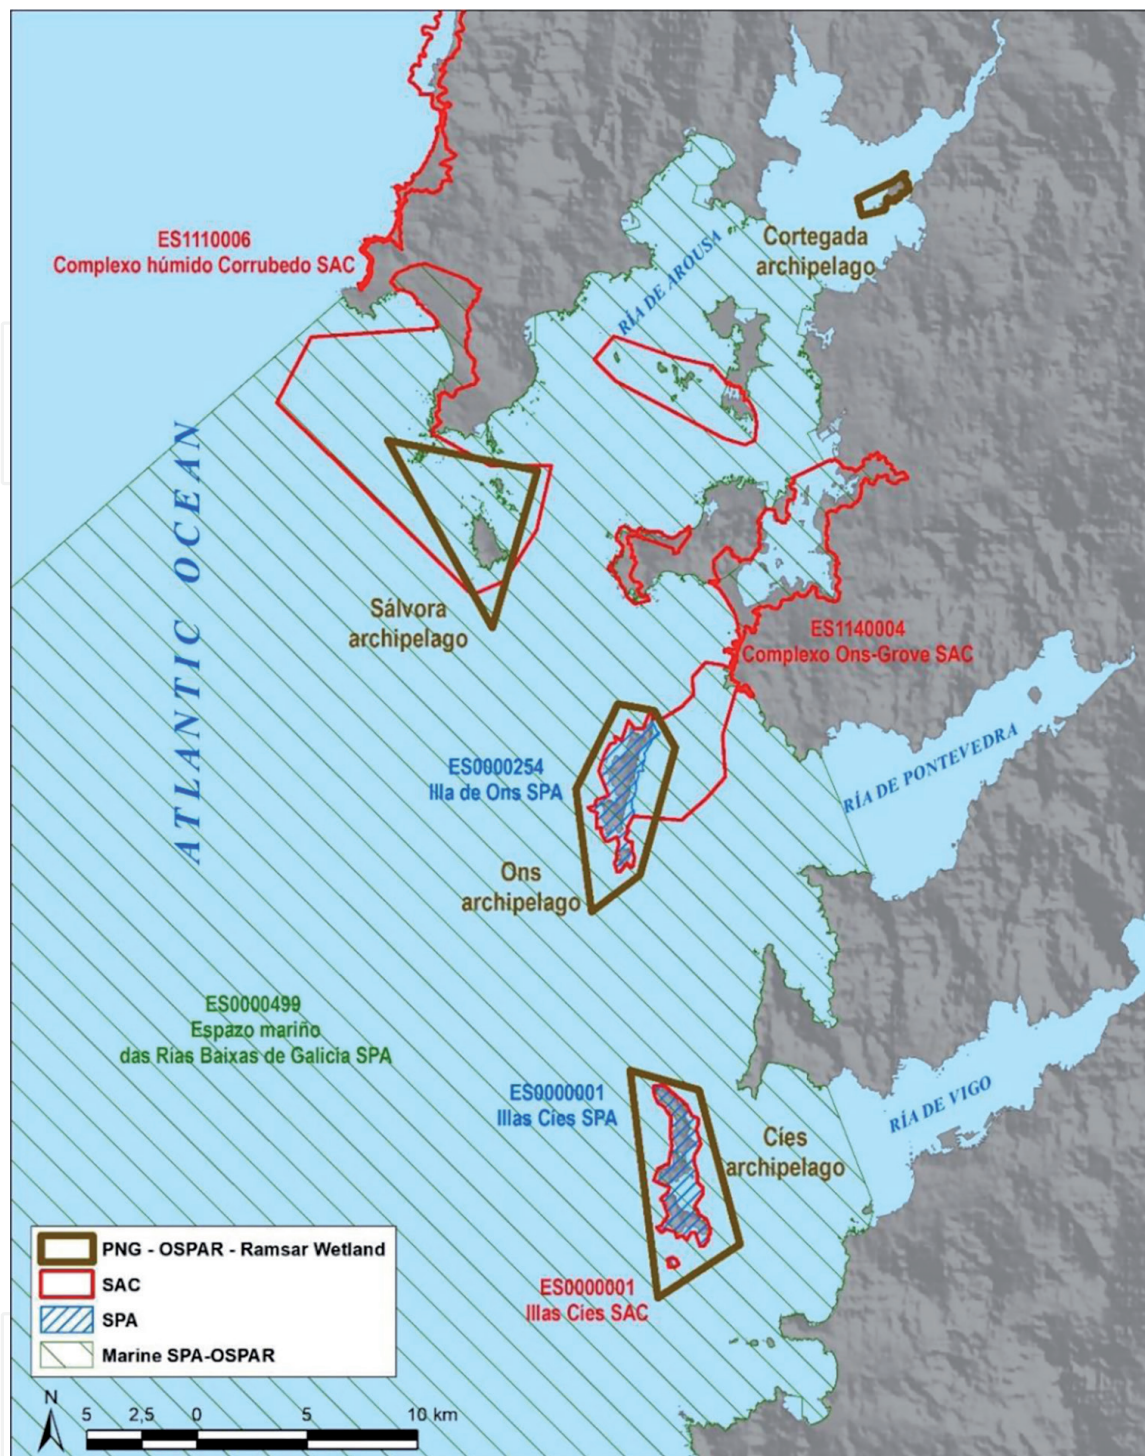 ES1110006
Complexo húmido Corrubedo SAC
Cortegada
archipelago
RÍA DE AROUSA
ATLANTIC OCEAN
Sálvora
archipelago
ES1140004
Complexo Ons-Grove SAC
ES0000254
Illa de Ons SPA
RÍA DE PONTEVEDRA
Ons
archipelago
ES0000499
Espazo mariño
das Rías Baixas de Galicia SPA
ES0000001
Illas Cíes SPA
RÍA DE VIGO
Cíes
archipelago
ES0000001
Illas Cíes SAC
PNG - OSPAR - Ramsar Wetland
SAC
SPA
Marine SPA-OSPAR
N
5 2,5 0 5 10 km